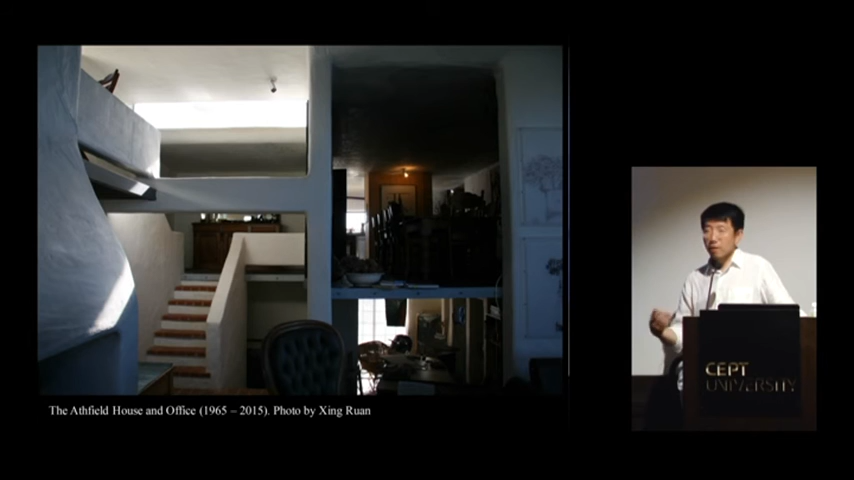 The Athfield House and Office (1965 – 2015). Photo by Xing Ruan
CEPT
UNIVERSITY